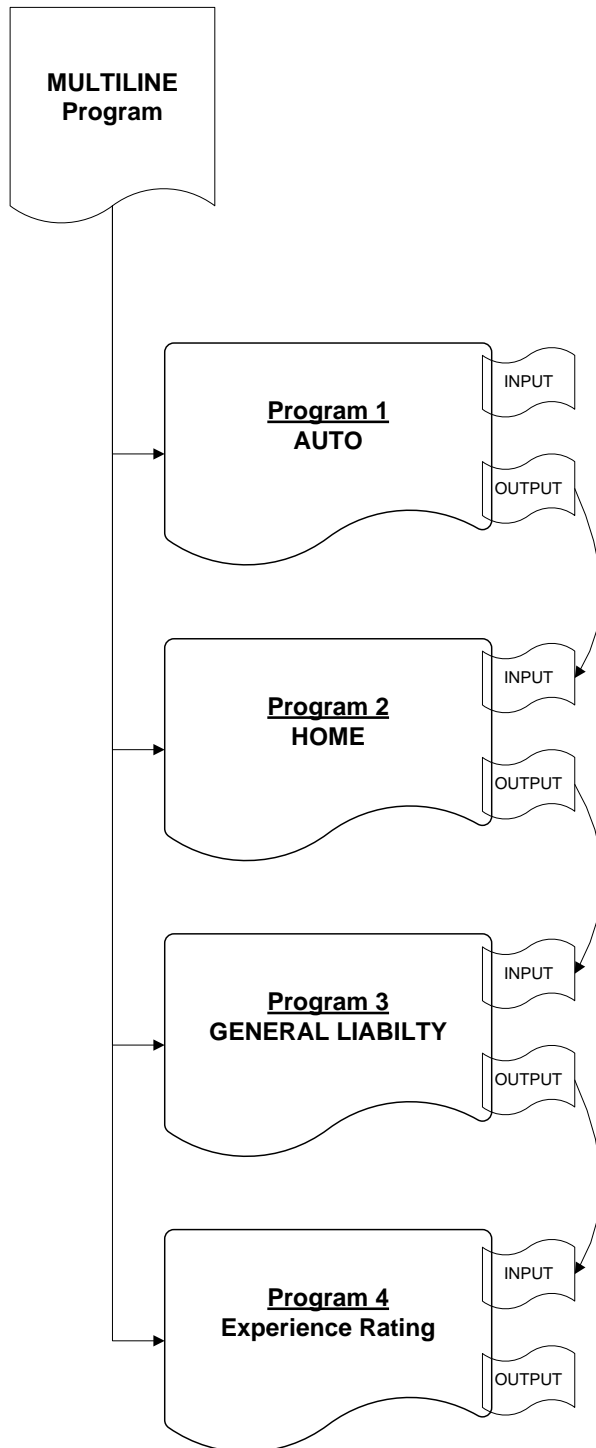 MULTILINE
Program
Program 1
AUTO
INPUT
OUTPUT
Program 2
HOME
INPUT
OUTPUT
Program 3
GENERAL LIABILTY
INPUT
OUTPUT
Program 4
Experience Rating
INPUT
OUTPUT